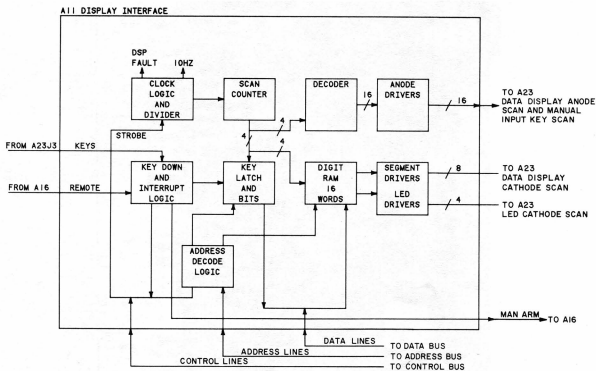 A11 DISPLAY INTERFACE
DSP
FAULT
10HZ
CLOCK
LOGIC
AND
DIVIDER
SCAN
COUNTER
DECODER
16
ANODE
DRIVERS
16
TO A23
DATA DISPLAY ANODE
SCAN AND MANUAL
INPUT KEY SCAN
STROBE
4
4
4
FROM A23J3
KEYS
KEY DOWN
AND
INTERRUPT
LOGIC
KEY
LATCH
AND
BITS
DIGIT
RAM
16
WORDS
SEGMENT
DRIVERS
LED
DRIVERS
8
TO A23
DATA DISPLAY
CATHODE SCAN
FROM A16
REMOTE
4
TO A23
LED CATHODE SCAN
ADDRESS
DECODE
LOGIC
MAN ARM
TO A16
DATA LINES
TO DATA BUS
ADDRESS LINES
TO ADDRESS BUS
CONTROL LINES
TO CONTROL BUS